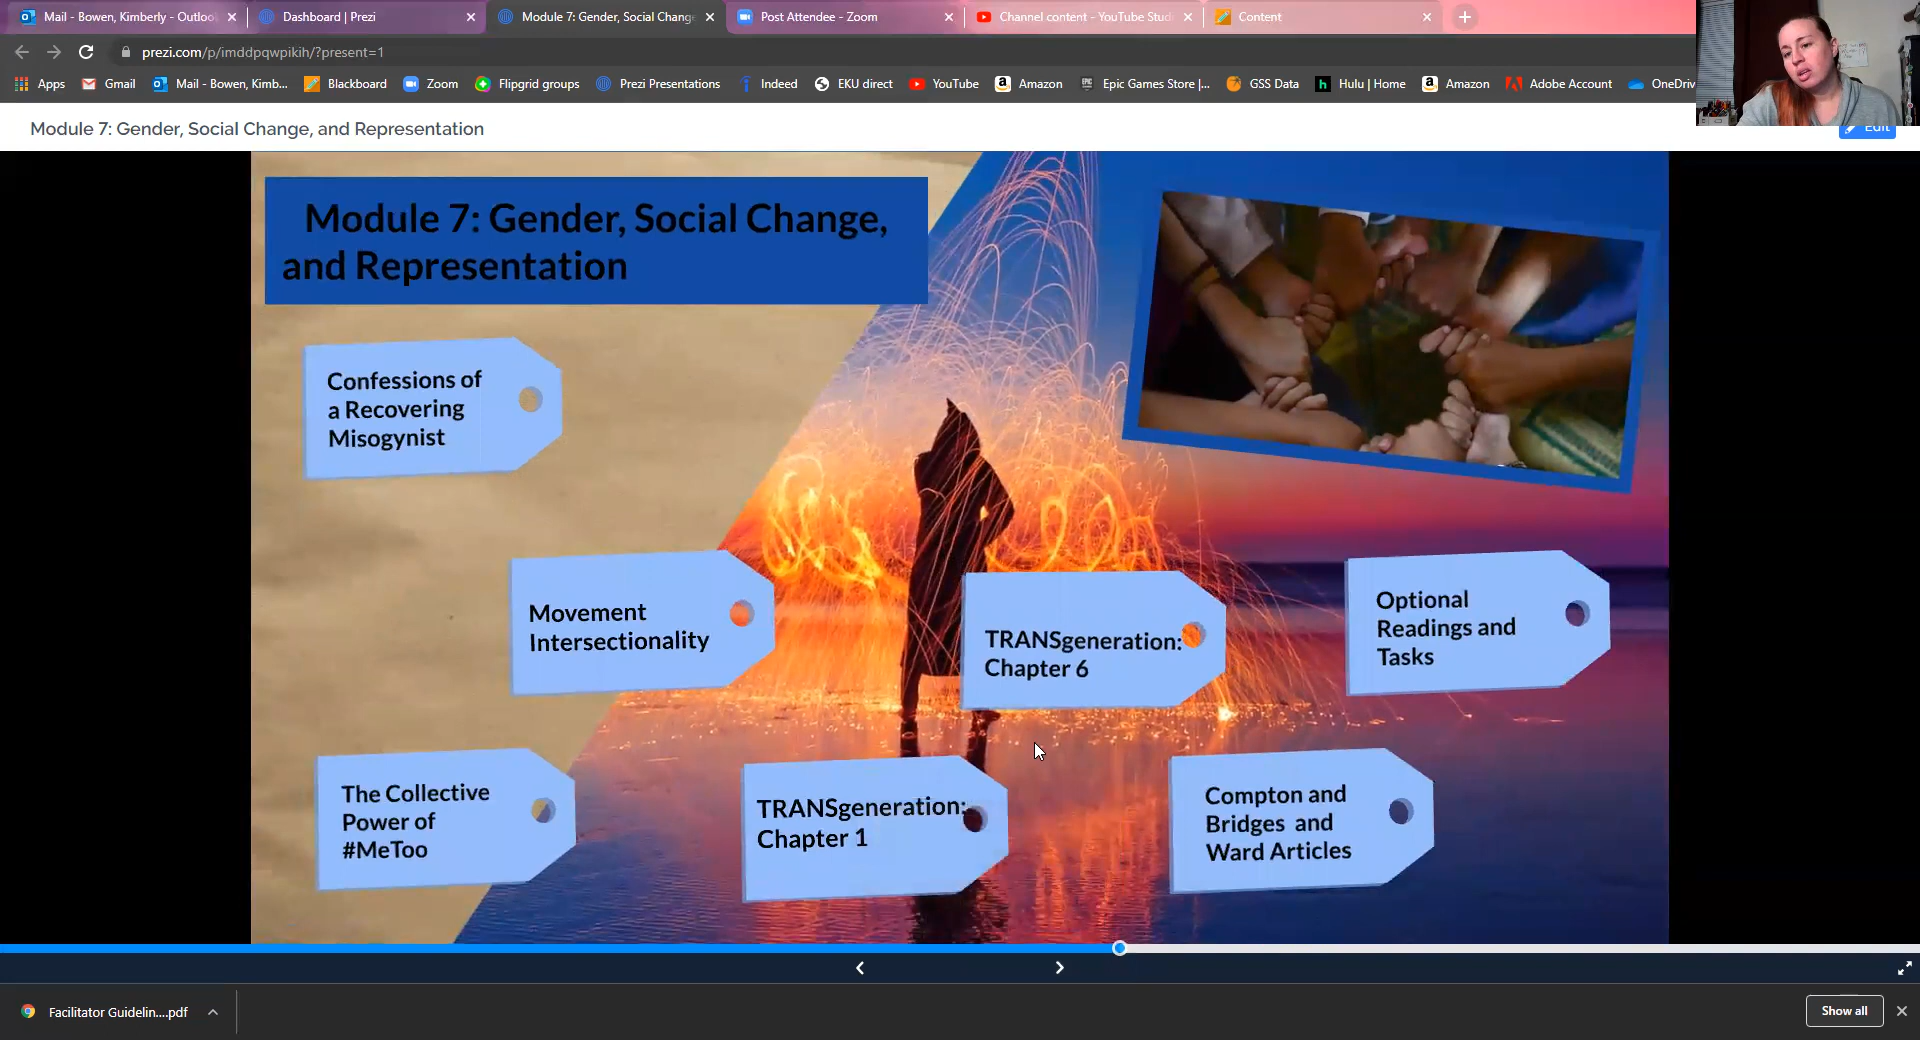 Mail - Bowen, Kimberly - Outloo
Dashboard | Prezi
Module 7: Gender, Social Change
Post Attendee - Zoom
Channel content - YouTube Stud
Content
prezi.com/p/imddpqwpikih/?present=1
Apps
Gmail
Mail - Bowen, Kimb...
Blackboard
Zoom
Flipgrid groups
Prezi Presentations
Indeed
EKU direct
YouTube
Amazon
Epic Games Store |...
GSS Data
Hulu | Home
Amazon
Adobe Account
OneDriv
Module 7: Gender, Social Change, and Representation
Edit
Module 7: Gender, Social Change,
and Representation
Confessions of
a Recovering
Misogynist
Movement
Intersectionality
TRANSgeneration:
Chapter 6
Optional
Readings and
Tasks
The Collective
Power of
#MeToo
TRANSgeneration:
Chapter 1
Compton and
Bridges and
Ward Articles
Facilitator Guidelin....pdf
Show all